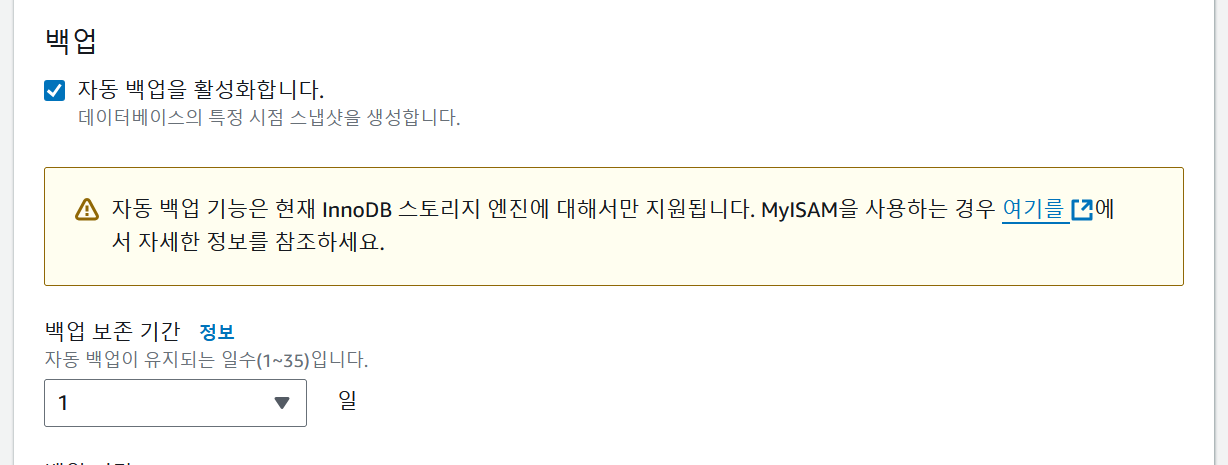 백업
자동 백업을 활성화합니다.
데이터베이스의 특정 시점 스냅샷을 생성합니다.
자동 백업 기능은 현재 InnoDB 스토리지 엔진에 대해서만 지원됩니다. MyISAM을 사용하는 경우 여기를 에
서 자세한 정보를 참조하세요.
백업 보존 기간 정보
자동 백업이 유지되는 일수(1~35)입니다.
1 일